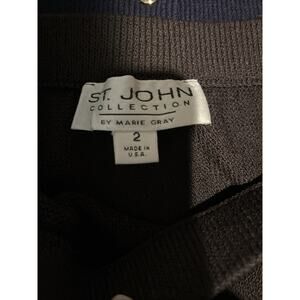 ST. JOHN
COLLECTION
BY MARIE GRAY
2
MADE IN
U.S.A.